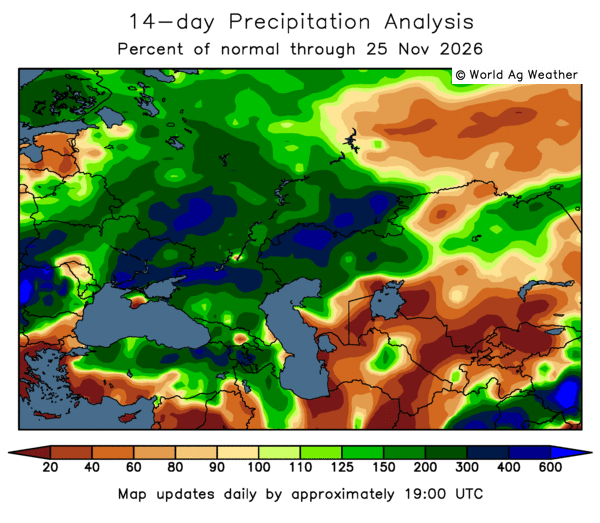 14-day Precipitation Analysis
Percent of normal through 25 Nov 2026
© World Ag Weather
20 40 60 80 90 100 110 125 150 200 300 400 600
Map updates daily by approximately 19:00 UTC